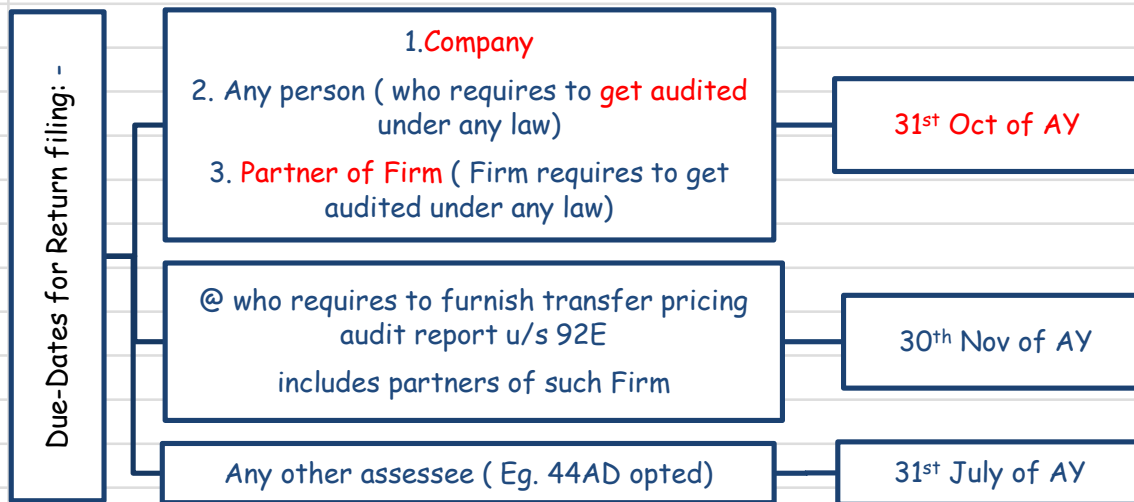 Due-Dates for Return filing: -
1.Company
2. Any person ( who requires to get audited
under any law)
3. Partner of Firm ( Firm requires to get
audited under any law)
31st Oct of AY
@ who requires to furnish transfer pricing
audit report u/s 92E
includes partners of such Firm
30th Nov of AY
Any other assessee ( Eg. 44AD opted)
31st July of AY